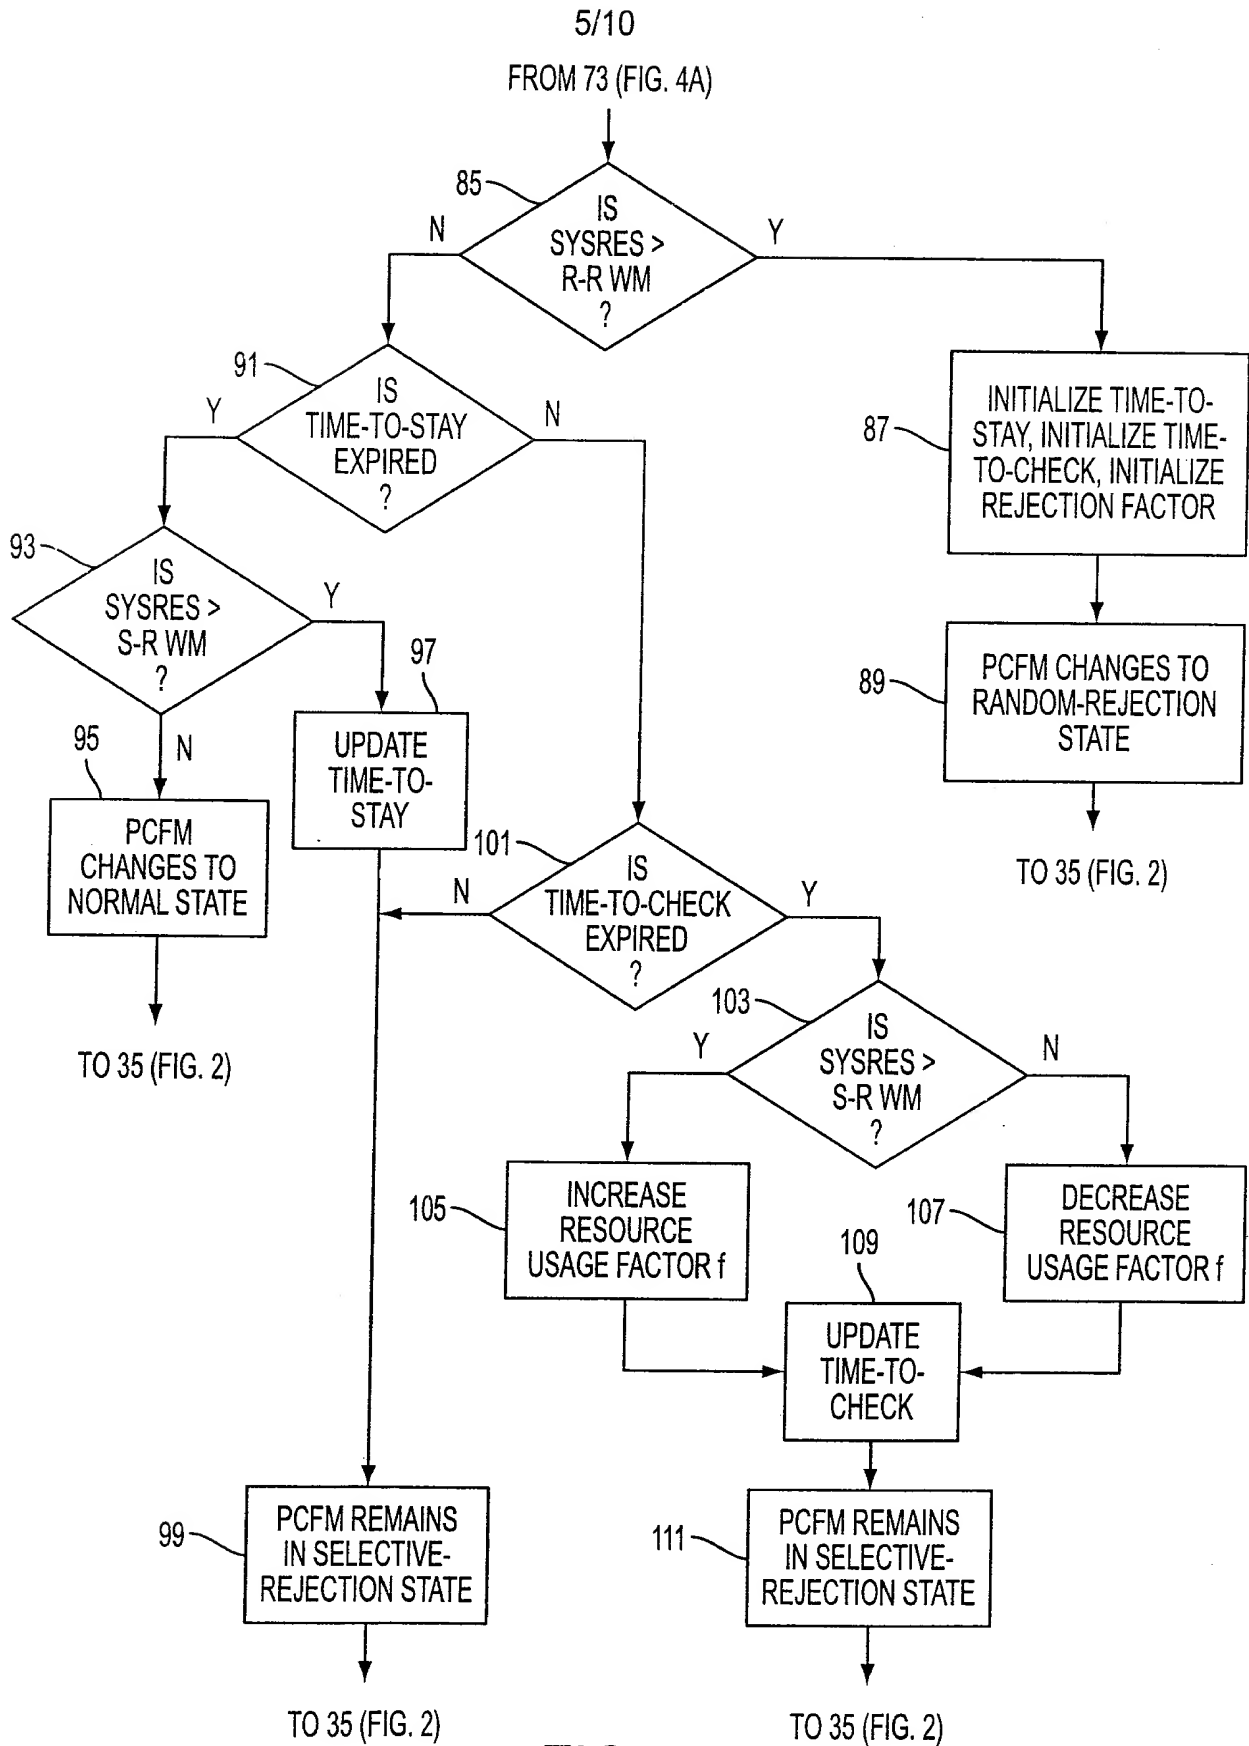 5/10
FROM 73 (FIG. 4A)
85
IS
SYSRES >
R-R WM
?
N
Y
91
IS
TIME-TO-STAY
EXPIRED
?
Y
N
87
INITIALIZE TIME-TO-
STAY, INITIALIZE TIME-
TO-CHECK, INITIALIZE
REJECTION FACTOR
93
IS
SYSRES >
S-R WM
?
Y
N
97
UPDATE
TIME-TO-
STAY
89
PCFM CHANGES TO
RANDOM-REJECTION
STATE
TO 35 (FIG. 2)
95
PCFM
CHANGES TO
NORMAL STATE
TO 35 (FIG. 2)
101
IS
TIME-TO-CHECK
EXPIRED
?
N
Y
103
IS
SYSRES >
S-R WM
?
Y
N
105
INCREASE
RESOURCE
USAGE FACTOR f
107
DECREASE
RESOURCE
USAGE FACTOR f
109
UPDATE
TIME-TO-
CHECK
99
PCFM REMAINS
IN SELECTIVE-
REJECTION STATE
111
PCFM REMAINS
IN SELECTIVE-
REJECTION STATE
TO 35 (FIG. 2)
TO 35 (FIG. 2)